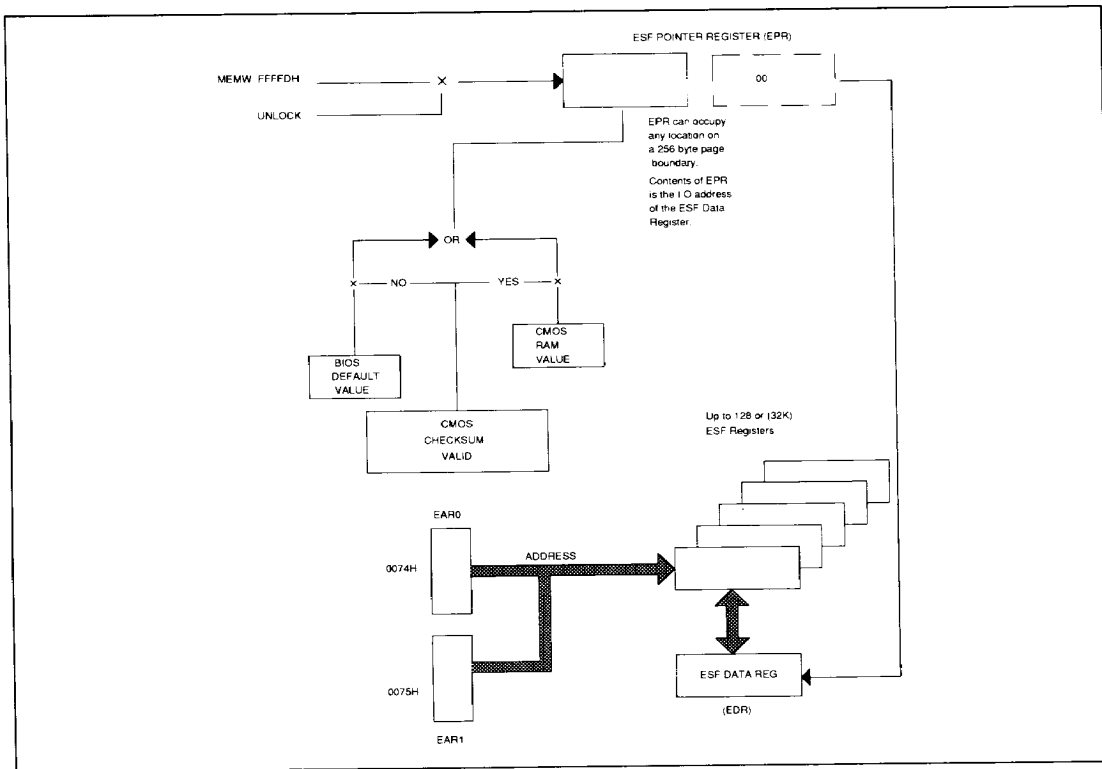 ESF POINTER REGISTER (EPR)
MEMW FFFFDH
UNLOCK
00
EPR can occupy
any location on
a 256 byte page
boundary.
Contents of EPR
is the I O address
of the ESF Data
Register.
OR
NO
YES
CMOS
RAM
VALUE
BIOS
DEFAULT
VALUE
CMOS
CHECKSUM
VALID
Up to 128 or (32K)
ESF Registers
EAR0
0074H
ADDRESS
0075H
EAR1
ESF DATA REG
(EDR)